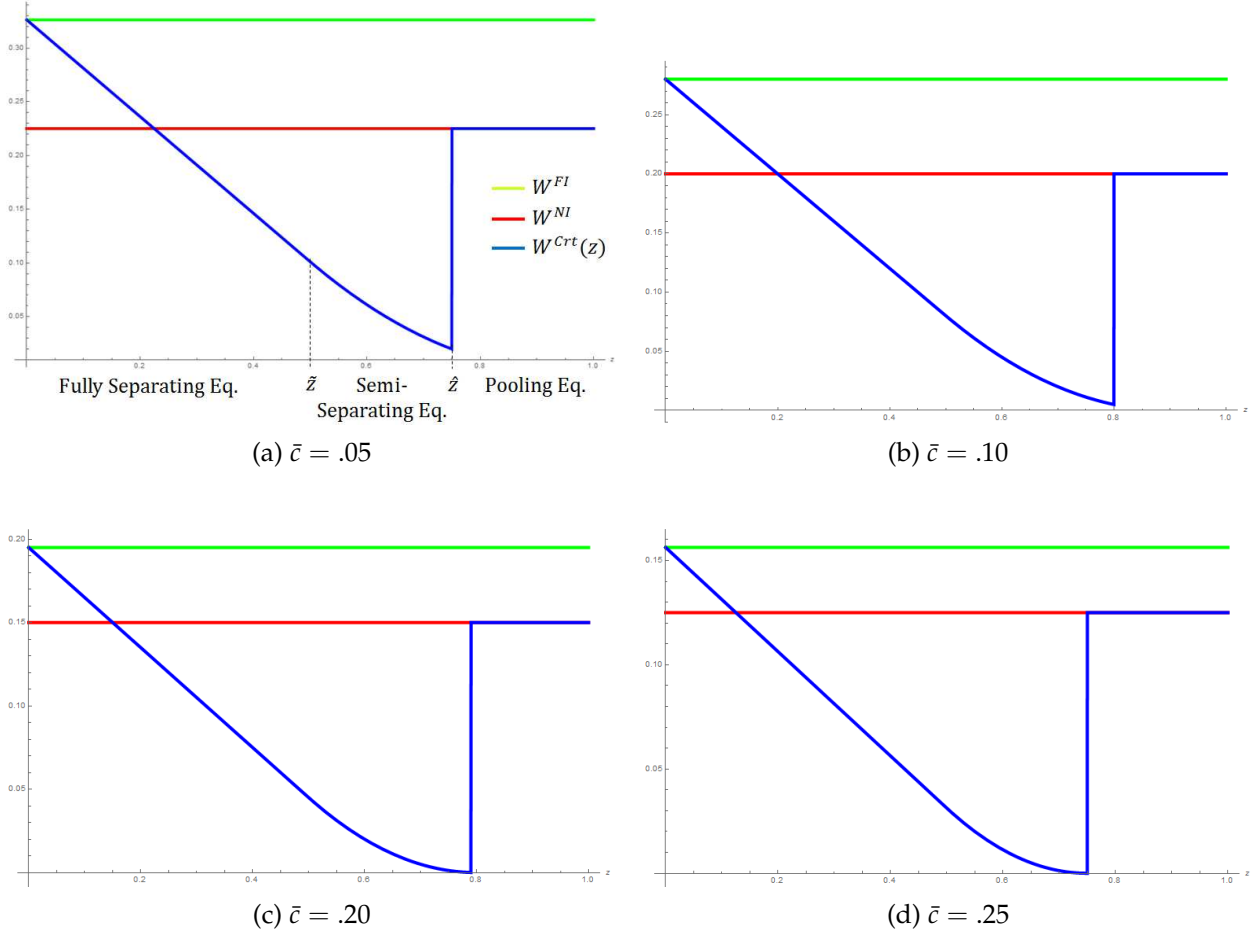 0.30
0.25
0.20
0.15
0.10
0.05
W^{FI}
W^{NI}
W^{Crt}(z)
0.2 0.4 0.6 0.8 1.0 z
Fully Separating Eq. z̃ Semi- ẑ Pooling Eq.
Separating Eq.
(a) c̄ = .05
0.25
0.20
0.15
0.10
0.05
0.2 0.4 0.6 0.8 1.0 z
(b) c̄ = .10
0.20
0.15
0.10
0.05
0.2 0.4 0.6 0.8 1.0 z
(c) c̄ = .20
0.15
0.10
0.05
0.2 0.4 0.6 0.8 1.0 z
(d) c̄ = .25